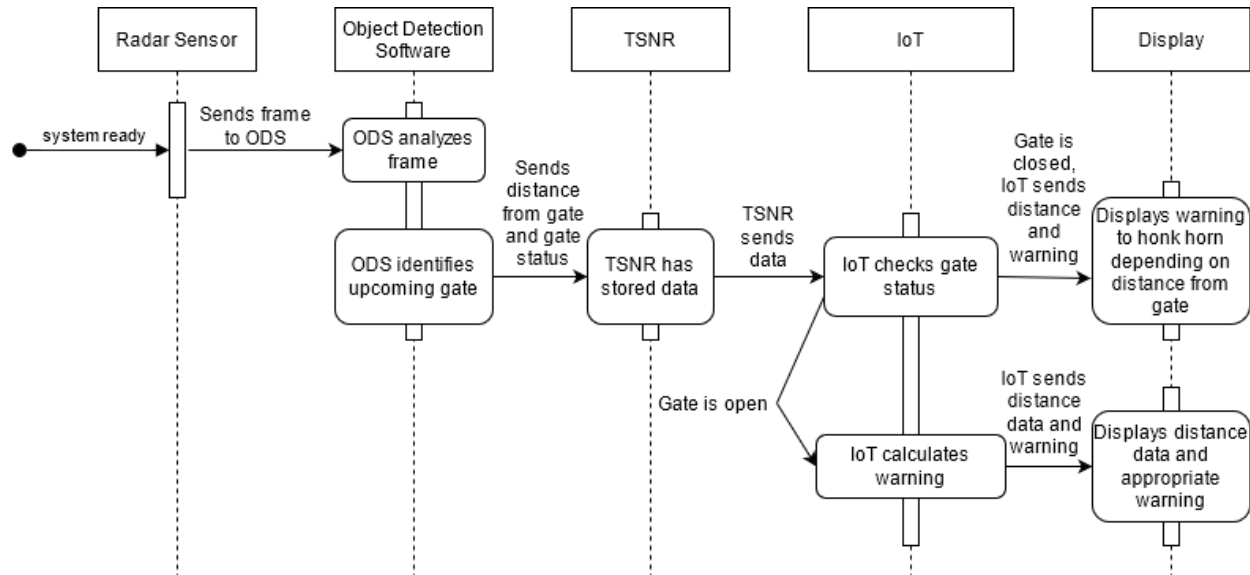 Radar Sensor
Object Detection
Software
TSNR
IoT
Display
system ready
Sends frame
to ODS
ODS analyzes
frame
ODS identifies
upcoming gate
Sends
distance
from gate
and gate
status
TSNR has
stored data
TSNR
sends
data
IoT checks gate
status
Gate is
closed,
IoT sends
distance
and
warning
Displays warning
to honk horn
depending on
distance from
gate
Gate is open
IoT calculates
warning
IoT sends
distance
data and
warning
Displays distance
data and
appropriate
warning